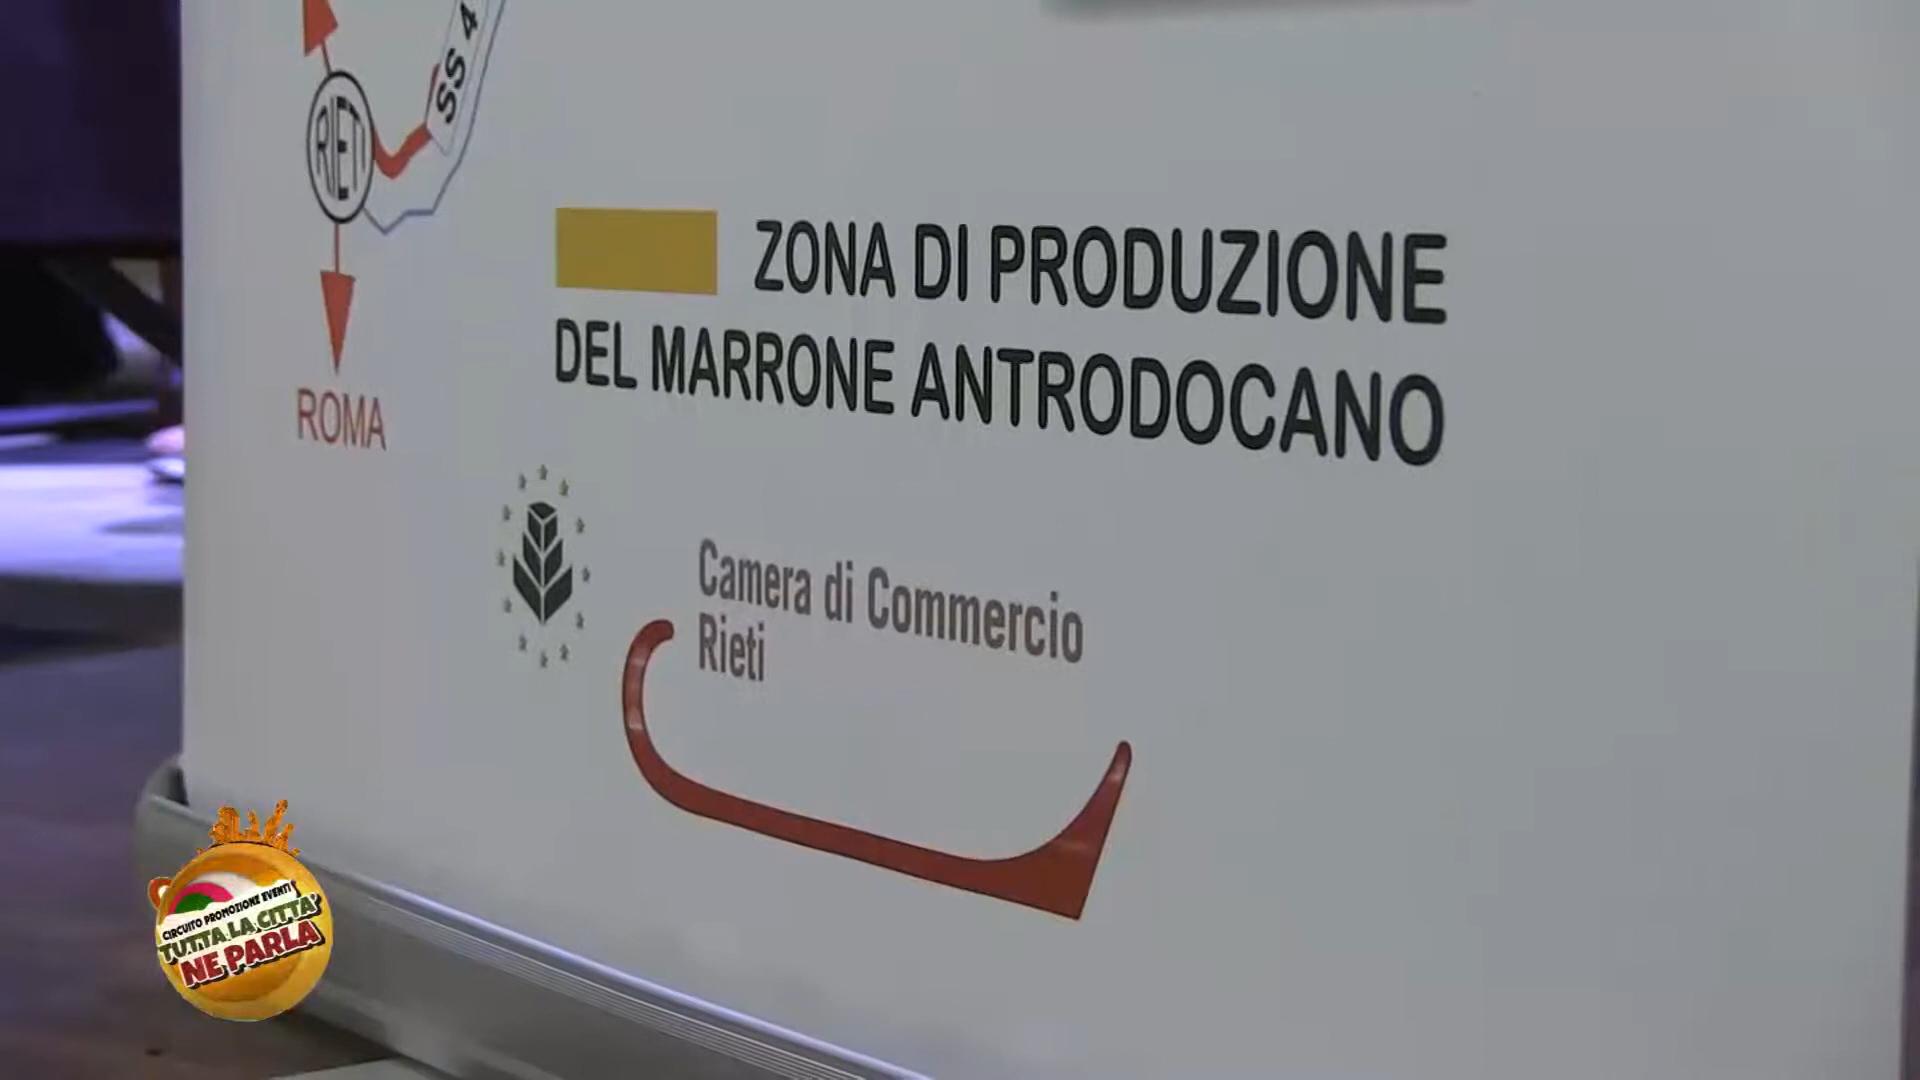 SS 4
RIETI
ROMA
ZONA DI PRODUZIONE
DEL MARRONE ANTRODOCANO
Camera di Commercio
Rieti
CIRCUITO PROMOZIONE EVENTI
TUTTA LA CITTA'
NE PARLA